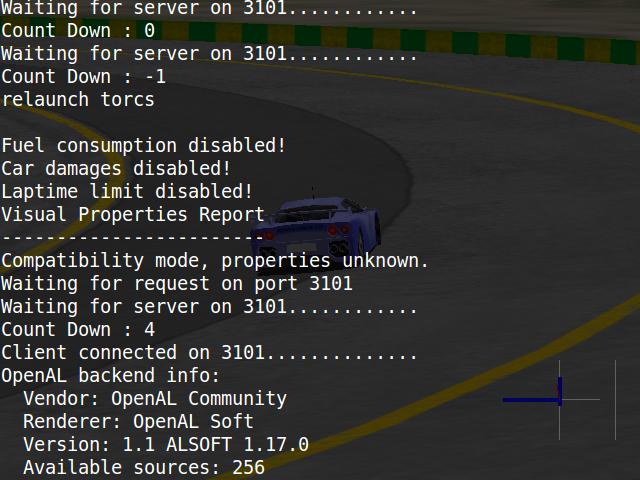 Waiting for server on 3101............
Count Down : 0
Waiting for server on 3101............
Count Down : -1
relaunch torcs
Fuel consumption disabled!
Car damages disabled!
Laptime limit disabled!
Visual Properties Report
------------------------
Compatibility mode, properties unknown.
Waiting for request on port 3101
Waiting for server on 3101............
Count Down : 4
Client connected on 3101..............
OpenAL backend info:
  Vendor: OpenAL Community
  Renderer: OpenAL Soft
  Version: 1.1 ALSOFT 1.17.0
  Available sources: 256